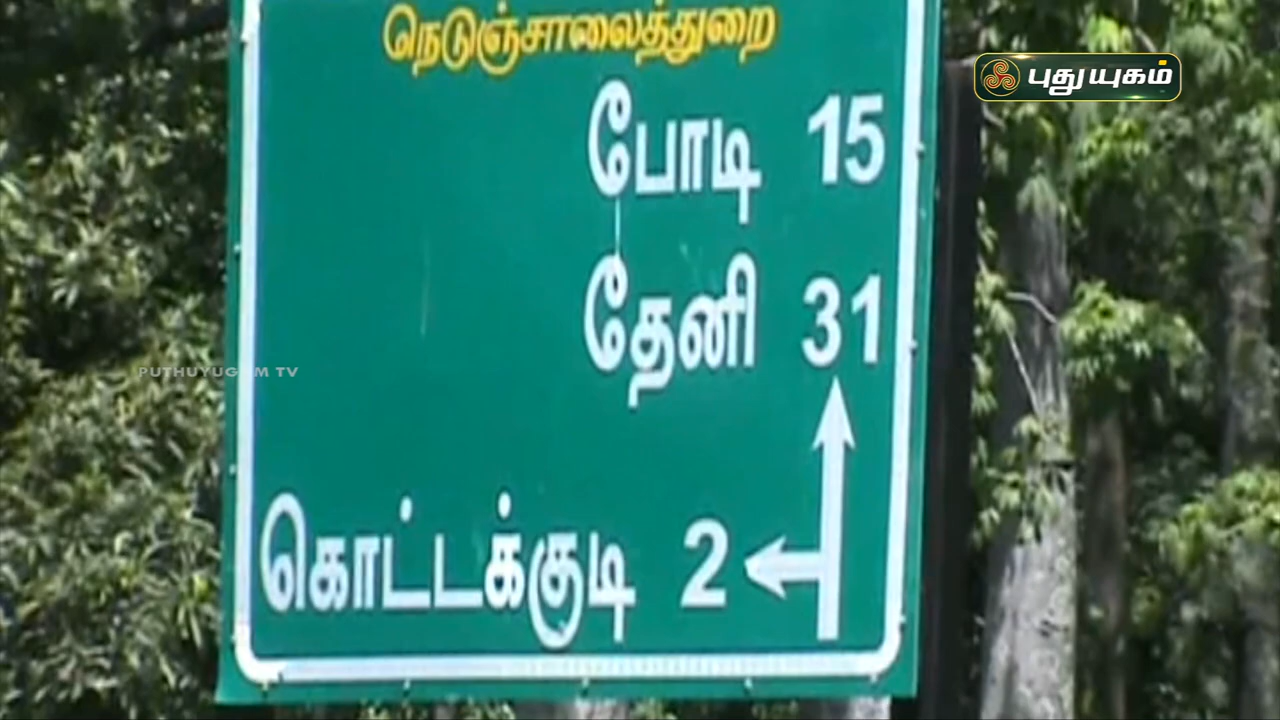 நெடுஞ்சாலைத்துறை
புதுயுகம்
போடி 15
தேனி 31
PUTHUYUGAM TV
கொட்டக்குடி 2